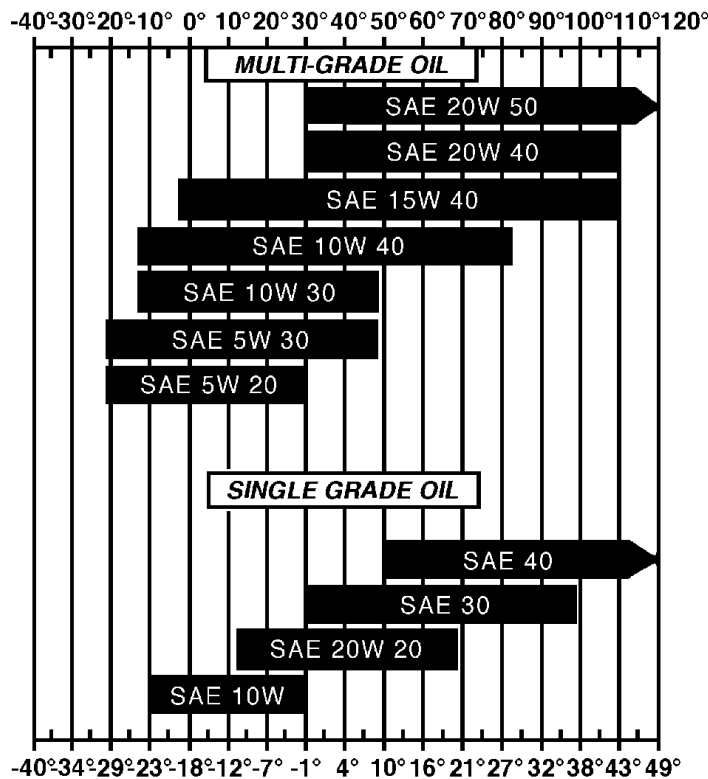 -40°-30°-20°-10° 0° 10°20°30°40°50°60°70°80°90°100°110°120°
MULTI-GRADE OIL
SAE 20W 50
SAE 20W 40
SAE 15W 40
SAE 10W 40
SAE 10W 30
SAE 5W 30
SAE 5W 20
SINGLE GRADE OIL
SAE 40
SAE 30
SAE 20W 20
SAE 10W
-40°-34°-29°-23°-18°-12° -7° -1° 4° 10°16°21°27°32°38°43°49°